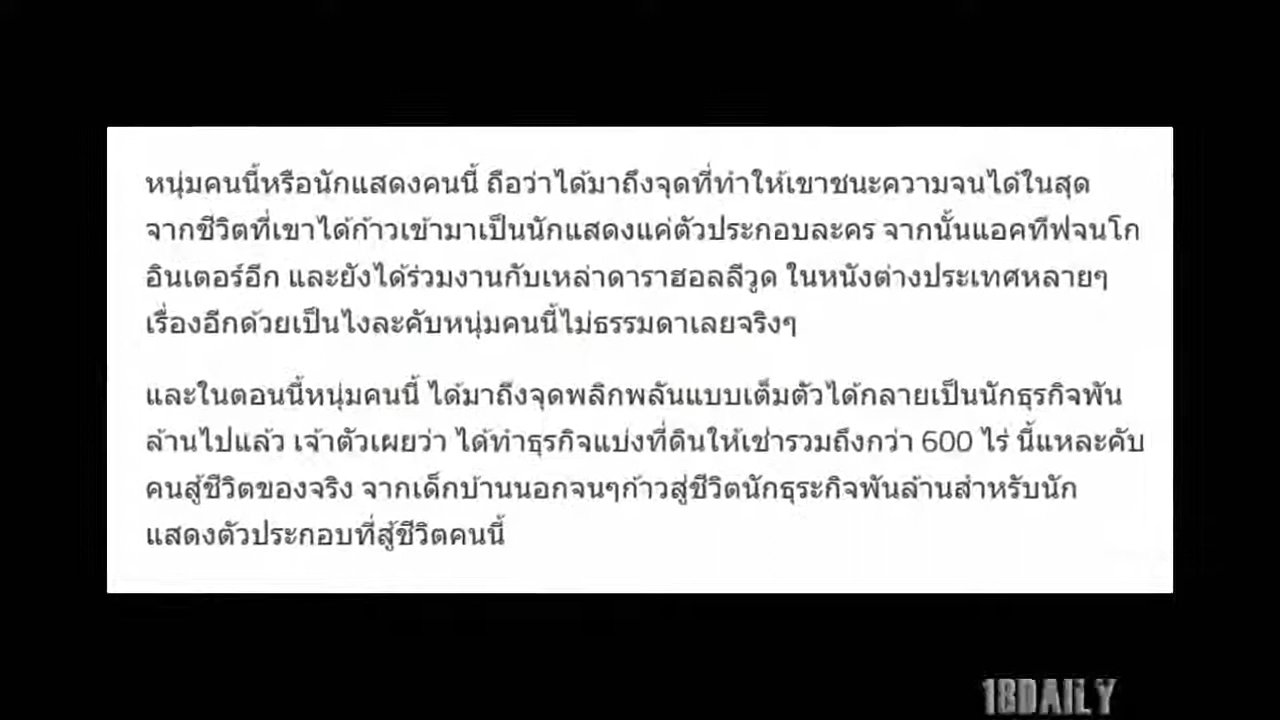 หนุ่มคนนี้หรือนักแสดงคนนี้ ถือว่าได้มาถึงจุดที่ทำให้เขาชนะความจนได้ในสุด
จากชีวิตที่เขาได้ก้าวเข้ามาเป็นนักแสดงแค่ตัวประกอบละคร จากนั้นแอคทีฟจนโก
อินเตอร์อีก และยังได้ร่วมงานกับเหล่าดาราฮอลลีวูด ในหนังต่างประเทศหลายๆ
เรื่องอีกด้วยเป็นไงละคับหนุ่มคนนี้ไม่ธรรมดาเลยจริงๆ
และในตอนนี้หนุ่มคนนี้ ได้มาถึงจุดพลิกพลันแบบเต็มตัวได้กลายเป็นนักธุรกิจพัน
ล้านไปแล้ว เจ้าตัวเผยว่า ได้ทำธุรกิจแบ่งที่ดินให้เช่ารวมถึงกว่า 600 ไร่ นี้แหละคับ
คนสู้ชีวิตของจริง จากเด็กบ้านนอกจนๆก้าวสู่ชีวิตนักธุระกิจพันล้านสำหรับนัก
แสดงตัวประกอบที่สู้ชีวิตคนนี้
18DAILY